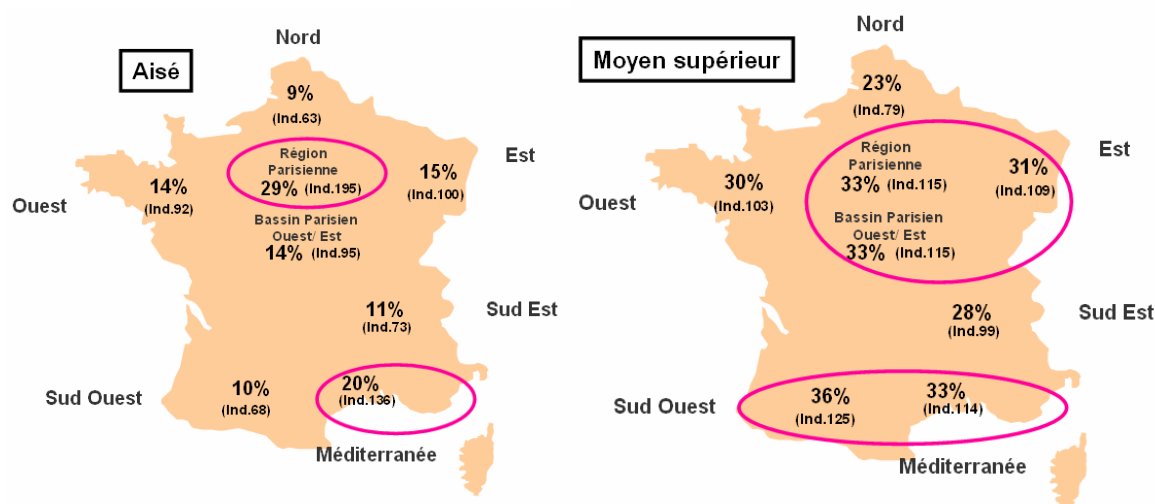 Nord
Aisé
9%
(Ind.63)
Région
Parisienne
29% (Ind.195)
Est
15%
(Ind.100)
14%
(Ind.92)
Ouest
Bassin Parisien
Ouest/ Est
14% (Ind.95)
11%
(Ind.73)
Sud Est
10%
(Ind.68)
Sud Ouest
20%
(Ind.136)
Méditerranée
Nord
Moyen supérieur
23%
(Ind.79)
Région
Parisienne
33% (Ind.115)
Est
31%
(Ind.109)
30%
(Ind.103)
Ouest
Bassin Parisien
Ouest/ Est
33% (Ind.115)
28%
(Ind.99)
Sud Est
36%
(Ind.125)
Sud Ouest
33%
(Ind.114)
Méditerranée